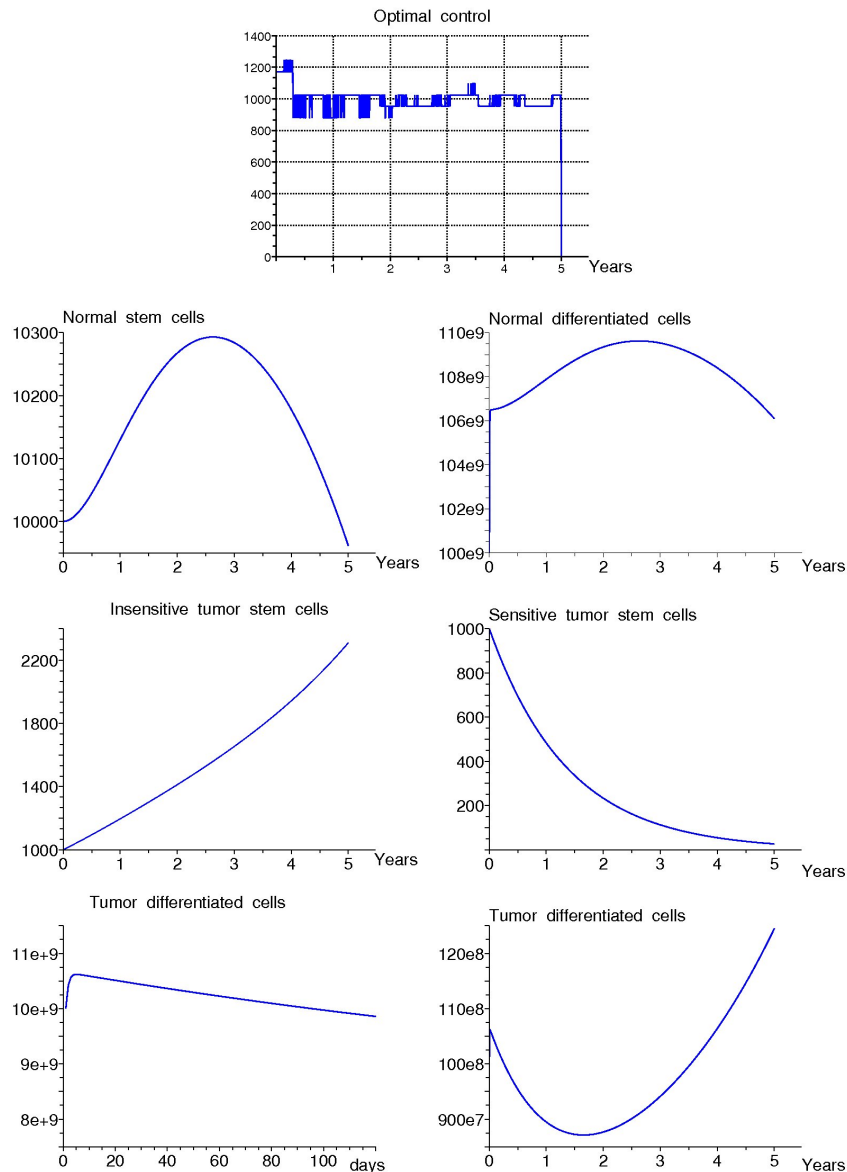 Optimal control
1400
1200
1000
800
600
400
200
0
1 2 3 4 5 Years
Normal stem cells
10300
10200
10100
10000
0 1 2 3 4 5 Years
Normal differentiated cells
110e9
108e9
106e9
104e9
102e9
100e9
0 1 2 3 4 5 Years
Insensitive tumor stem cells
2200
1800
1400
1000
0 1 2 3 4 5 Years
Sensitive tumor stem cells
1000
800
600
400
200
0 1 2 3 4 5 Years
Tumor differentiated cells
11e+9
10e+9
9e+9
8e+9
0 20 40 60 80 100 days
Tumor differentiated cells
120e8
110e8
100e8
900e7
0 1 2 3 4 5 Years